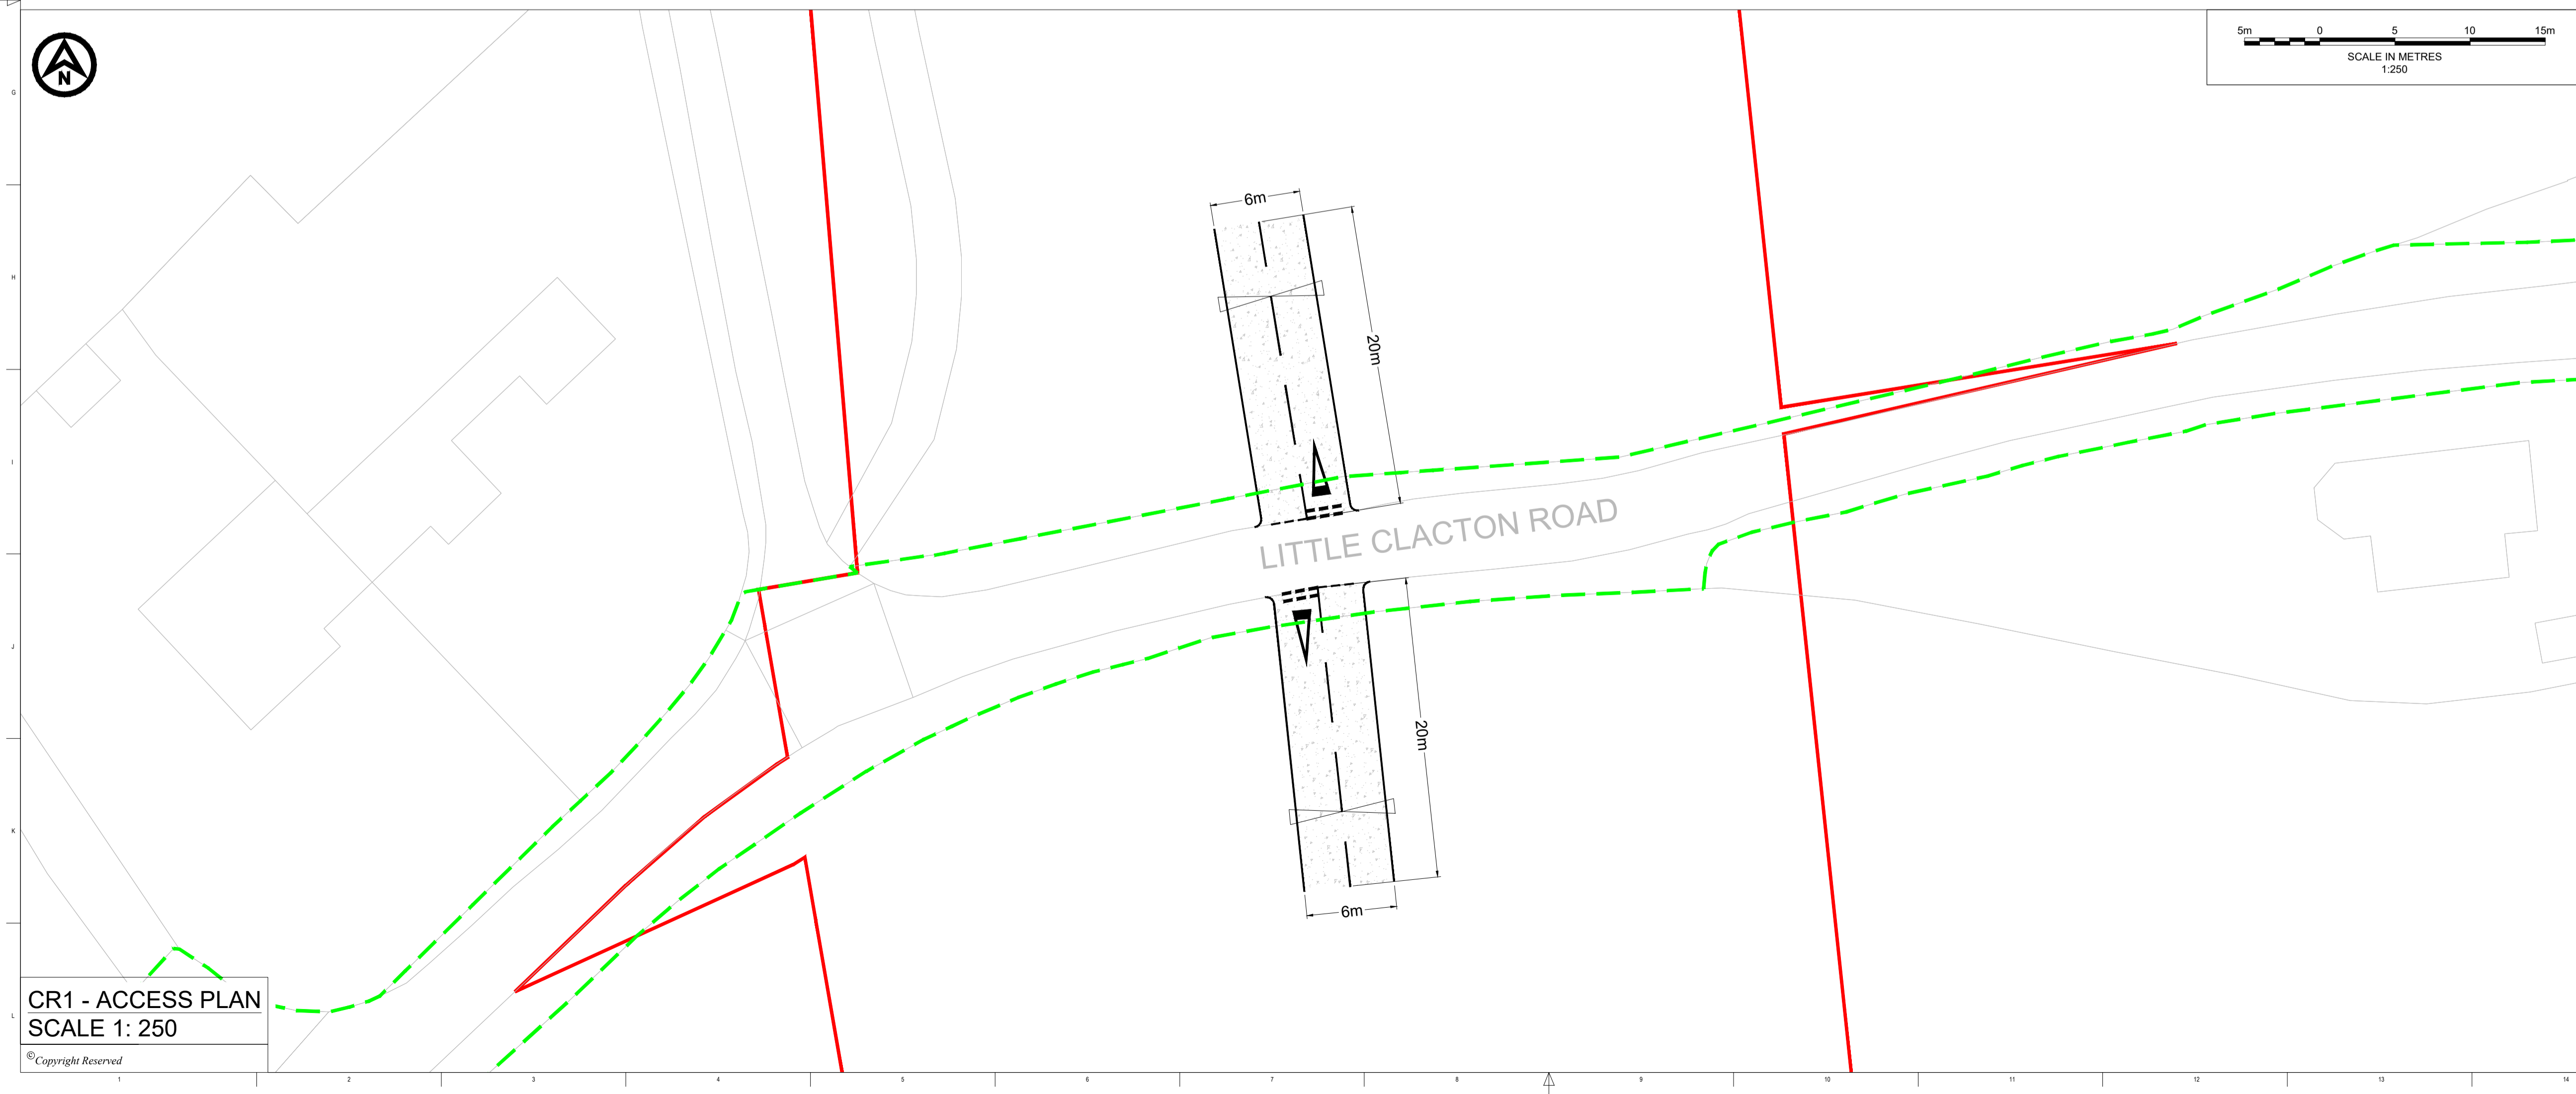 N
5m 0 5 10 15m
SCALE IN METRES
1:250
G
H
I
J
K
L
6m
20m
LITTLE CLACTON ROAD
20m
6m
CR1 - ACCESS PLAN
SCALE 1: 250
©Copyright Reserved
1 2 3 4 5 6 7 8 9 10 11 12 13 14